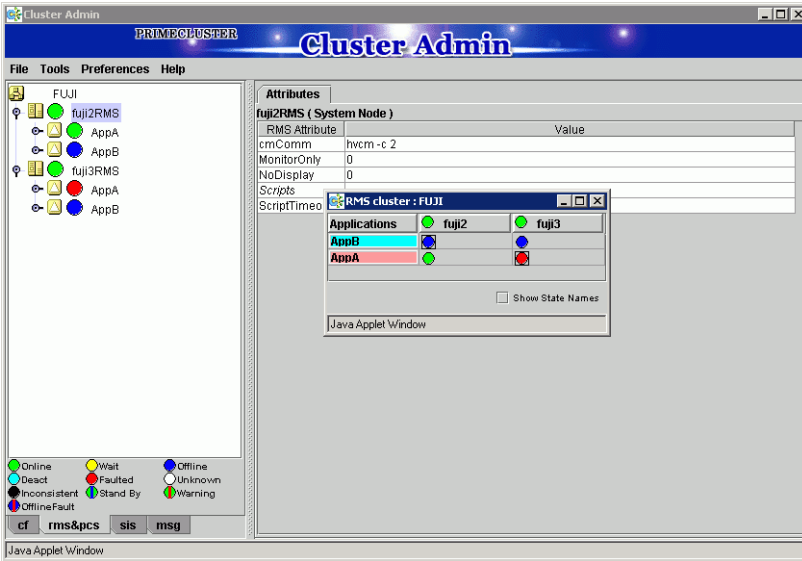 Cluster Admin
PRIMECLUSTER
Cluster Admin
File Tools Preferences Help
FUJI
fuji2RMS
AppA
AppB
fuji3RMS
AppA
AppB
Attributes
fuji2RMS ( System Node )
RMS Attribute Value
cmComm hvcm -c 2
MonitorOnly 0
NoDisplay 0
Scripts
ScriptTimeo
RMS cluster : FUJI
Applications fuji2 fuji3
AppB
AppA
Show State Names
Java Applet Window
Online Wait Offline
Deact Faulted Unknown
Inconsistent Stand By Warning
OfflineFault
cf rms&pcs sis msg
Java Applet Window